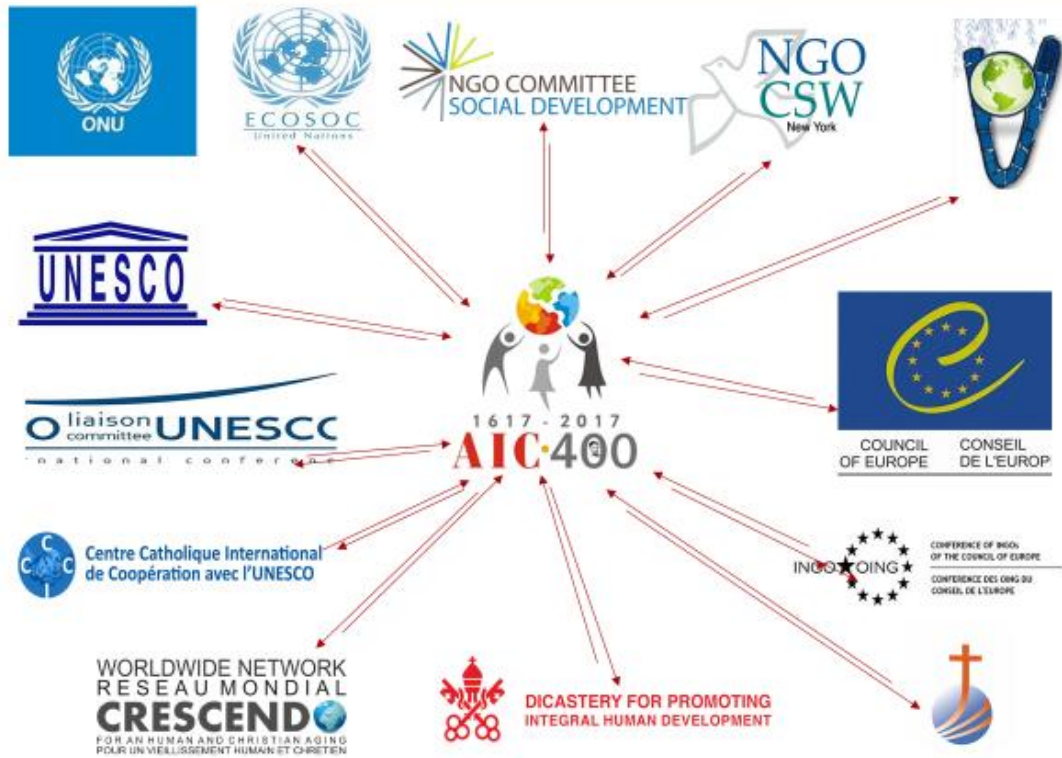 ONU
ECOSOC
United Nations
NGO COMMITTEE
SOCIAL DEVELOPMENT
NGO
CSW
New York
UNESCO
1617 - 2017
AIC·400
O liaison
committee UNESCO
national conference
COUNCIL
OF EUROPE
CONSEIL
DE L'EUROP
CCIC
Centre Catholique International
de Coopération avec l'UNESCO
INGO OING
CONFERENCE OF INGOs
OF THE COUNCIL OF EUROPE
CONFERENCE DES OING DU
CONSEIL DE L'EUROPE
WORLDWIDE NETWORK
RESEAU MONDIAL
CRESCENDO
FOR AN HUMAN AND CHRISTIAN AGING
POUR UN VIEILLISSEMENT HUMAIN ET CHRETIEN
DICASTERY FOR PROMOTING
INTEGRAL HUMAN DEVELOPMENT